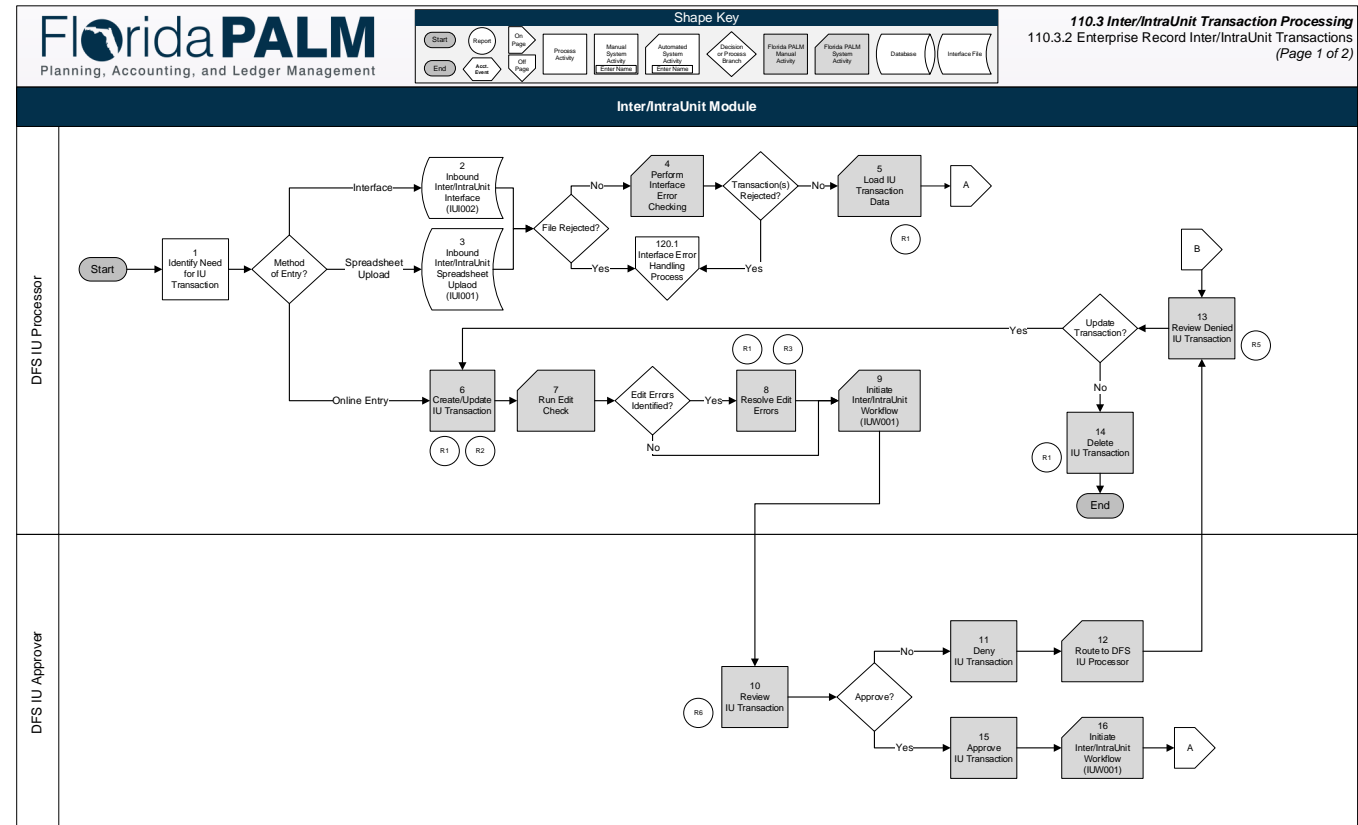 Florida PALM
Planning, Accounting, and Ledger Management
Shape Key
Start
End
Report
Acct.
Event
On
Page
Off
Page
Process
Activity
Manual
System
Activity
Enter Name
Automated
System
Activity
Enter Name
Decision
or Process
Branch
Florida PALM
Manual
Activity
Florida PALM
System
Activity
Database
Interface File
110.3 Inter/IntraUnit Transaction Processing
110.3.2 Enterprise Record Inter/IntraUnit Transactions
(Page 1 of 2)
Inter/IntraUnit Module
DFS IU Processor
Start
1
Identify Need
for IU
Transaction
Method
of Entry?
Interface
2
Inbound
Inter/IntraUnit
Interface
(IUI002)
Spreadsheet
Upload
3
Inbound
Inter/IntraUnit
Spreadsheet
Uplaod
(IUI001)
File Rejected?
No
4
Perform
Interface
Error
Checking
Transaction(s)
Rejected?
No
5
Load IU
Transaction
Data
R1
A
Yes
120.1
Interface Error
Handling
Process
Yes
B
13
Review Denied
IU Transaction
R5
Update
Transaction?
Yes
No
14
Delete
IU Transaction
R1
End
Online Entry
6
Create/Update
IU Transaction
R1
R2
7
Run Edit
Check
Edit Errors
Identified?
Yes
No
R1
R3
8
Resolve Edit
Errors
9
Initiate
Inter/IntraUnit
Workflow
(IUW001)
DFS IU Approver
10
Review
IU Transaction
R6
Approve?
No
11
Deny
IU Transaction
12
Route to DFS
IU Processor
Yes
15
Approve
IU Transaction
16
Initiate
Inter/IntraUnit
Workflow
(IUW001)
A